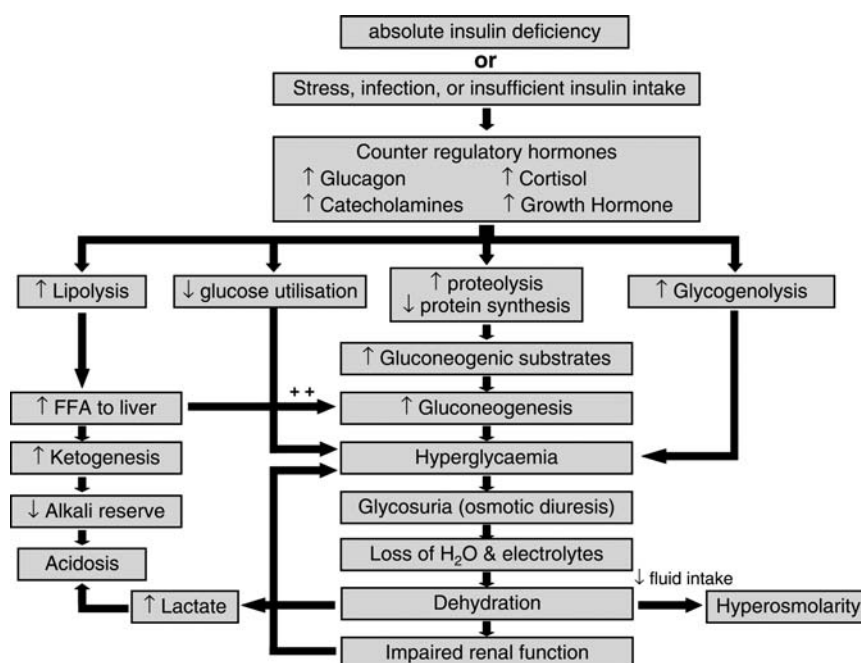 absolute insulin deficiency
or
Stress, infection, or insufficient insulin intake
Counter regulatory hormones
↑ Glucagon ↑ Cortisol
↑ Catecholamines ↑ Growth Hormone
↑ Lipolysis
↓ glucose utilisation
↑ proteolysis
↓ protein synthesis
↑ Glycogenolysis
↑ Gluconeogenic substrates
+ +
↑ FFA to liver
↑ Gluconeogenesis
↑ Ketogenesis
Hyperglycaemia
↓ Alkali reserve
Glycosuria (osmotic diuresis)
Acidosis
Loss of H₂O & electrolytes
↓ fluid intake
↑ Lactate
Dehydration
Hyperosmolarity
Impaired renal function